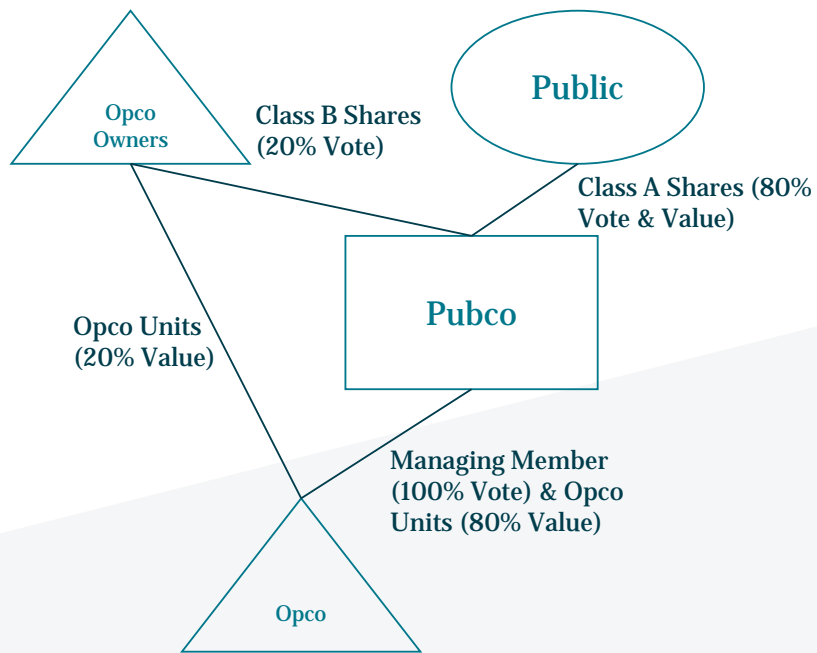 Opco
Owners
Class B Shares
(20% Vote)
Public
Class A Shares (80%
Vote & Value)
Pubco
Opco Units
(20% Value)
Managing Member
(100% Vote) & Opco
Units (80% Value)
Opco